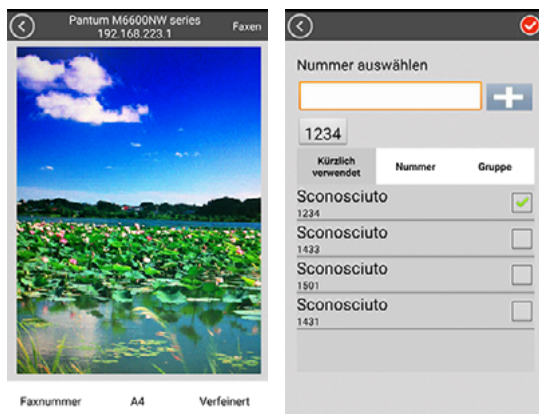 Pantum M6600NW series
192.168.223.1
Faxen
Faxnummer A4 Verfeinert
Nummer auswählen
1234
Kürzlich verwendet
Nummer
Gruppe
Sconosciuto
1234
Sconosciuto
1433
Sconosciuto
1501
Sconosciuto
1431